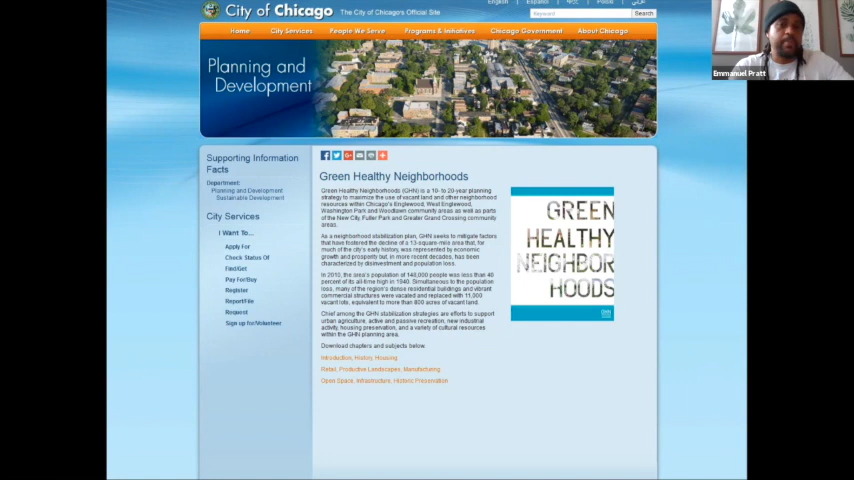 City of Chicago The City of Chicago's Official Site
English | Español | 中文 | Polski | عربي
Keyword Search
Home City Services People We Serve Programs & Initiatives Chicago Government About Chicago
Emmanuel Pratt
Planning and
Development
Supporting Information
Facts
Department:
Planning and Development
Sustainable Development
City Services
I Want To...
Apply For
Check Status Of
Find/Get
Pay For/Buy
Register
Report/File
Request
Sign up for/Volunteer
Green Healthy Neighborhoods
Green Healthy Neighborhoods (GHN) is a 10- to 20-year planning
strategy to maximize the use of vacant land and other neighborhood
resources within Chicago's Englewood, West Englewood,
Washington Park and Woodlawn community areas as well as parts
of the New City, Fuller Park and Greater Grand Crossing community
areas.
As a neighborhood stabilization plan, GHN seeks to mitigate factors
that have fostered the decline of a 13-square-mile area that, for
much of the city's early history, was represented by economic
growth and prosperity but, in more recent decades, has been
characterized by disinvestment and population loss.
In 2010, the area's population of 148,000 people was less than 40
percent of its all-time high in 1940. Simultaneous to the population
loss, many of the region's dense residential buildings and vibrant
commercial structures were vacated and replaced with 11,000
vacant lots, equivalent to more than 800 acres of vacant land.
Chief among the GHN stabilization strategies are efforts to support
urban agriculture, active and passive recreation, new industrial
activity, housing preservation, and a variety of cultural resources
within the GHN planning area.
Download chapters and subjects below.
Introduction, History, Housing
Retail, Productive Landscapes, Manufacturing
Open Space, Infrastructure, Historic Preservation
GREEN
HEALTHY
NEIGHBOR
HOODS